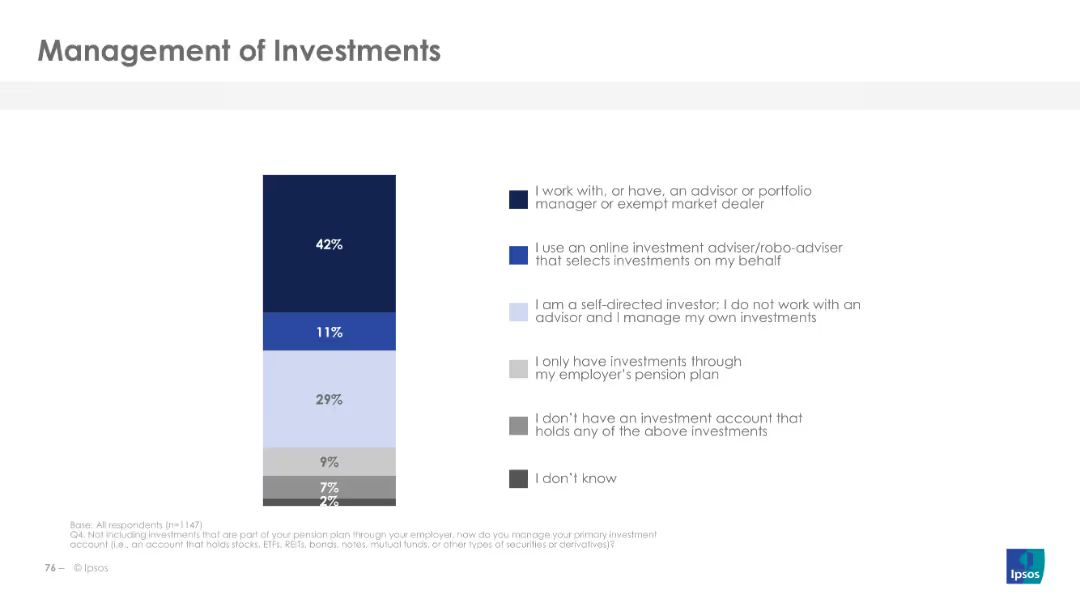 Management of Investments
42%
11%
29%
9%
7%
2%
I work with, or have, an advisor or portfolio
manager or exempt market dealer
I use an online investment adviser/robo-adviser
that selects investments on my behalf
I am a self-directed investor; I do not work with an
advisor and I manage my own investments
I only have investments through
my employer's pension plan
I don't have an investment account that
holds any of the above investments
I don't know
Base: All respondents (n=1147)
Q4. Not including investments that are part of your pension plan through your employer, how do you manage your primary investment
account (i.e., an account that holds stocks, ETFs, REITs, bonds, notes, mutual funds, or other types of securities or derivatives)?
76 – © Ipsos
Ipsos